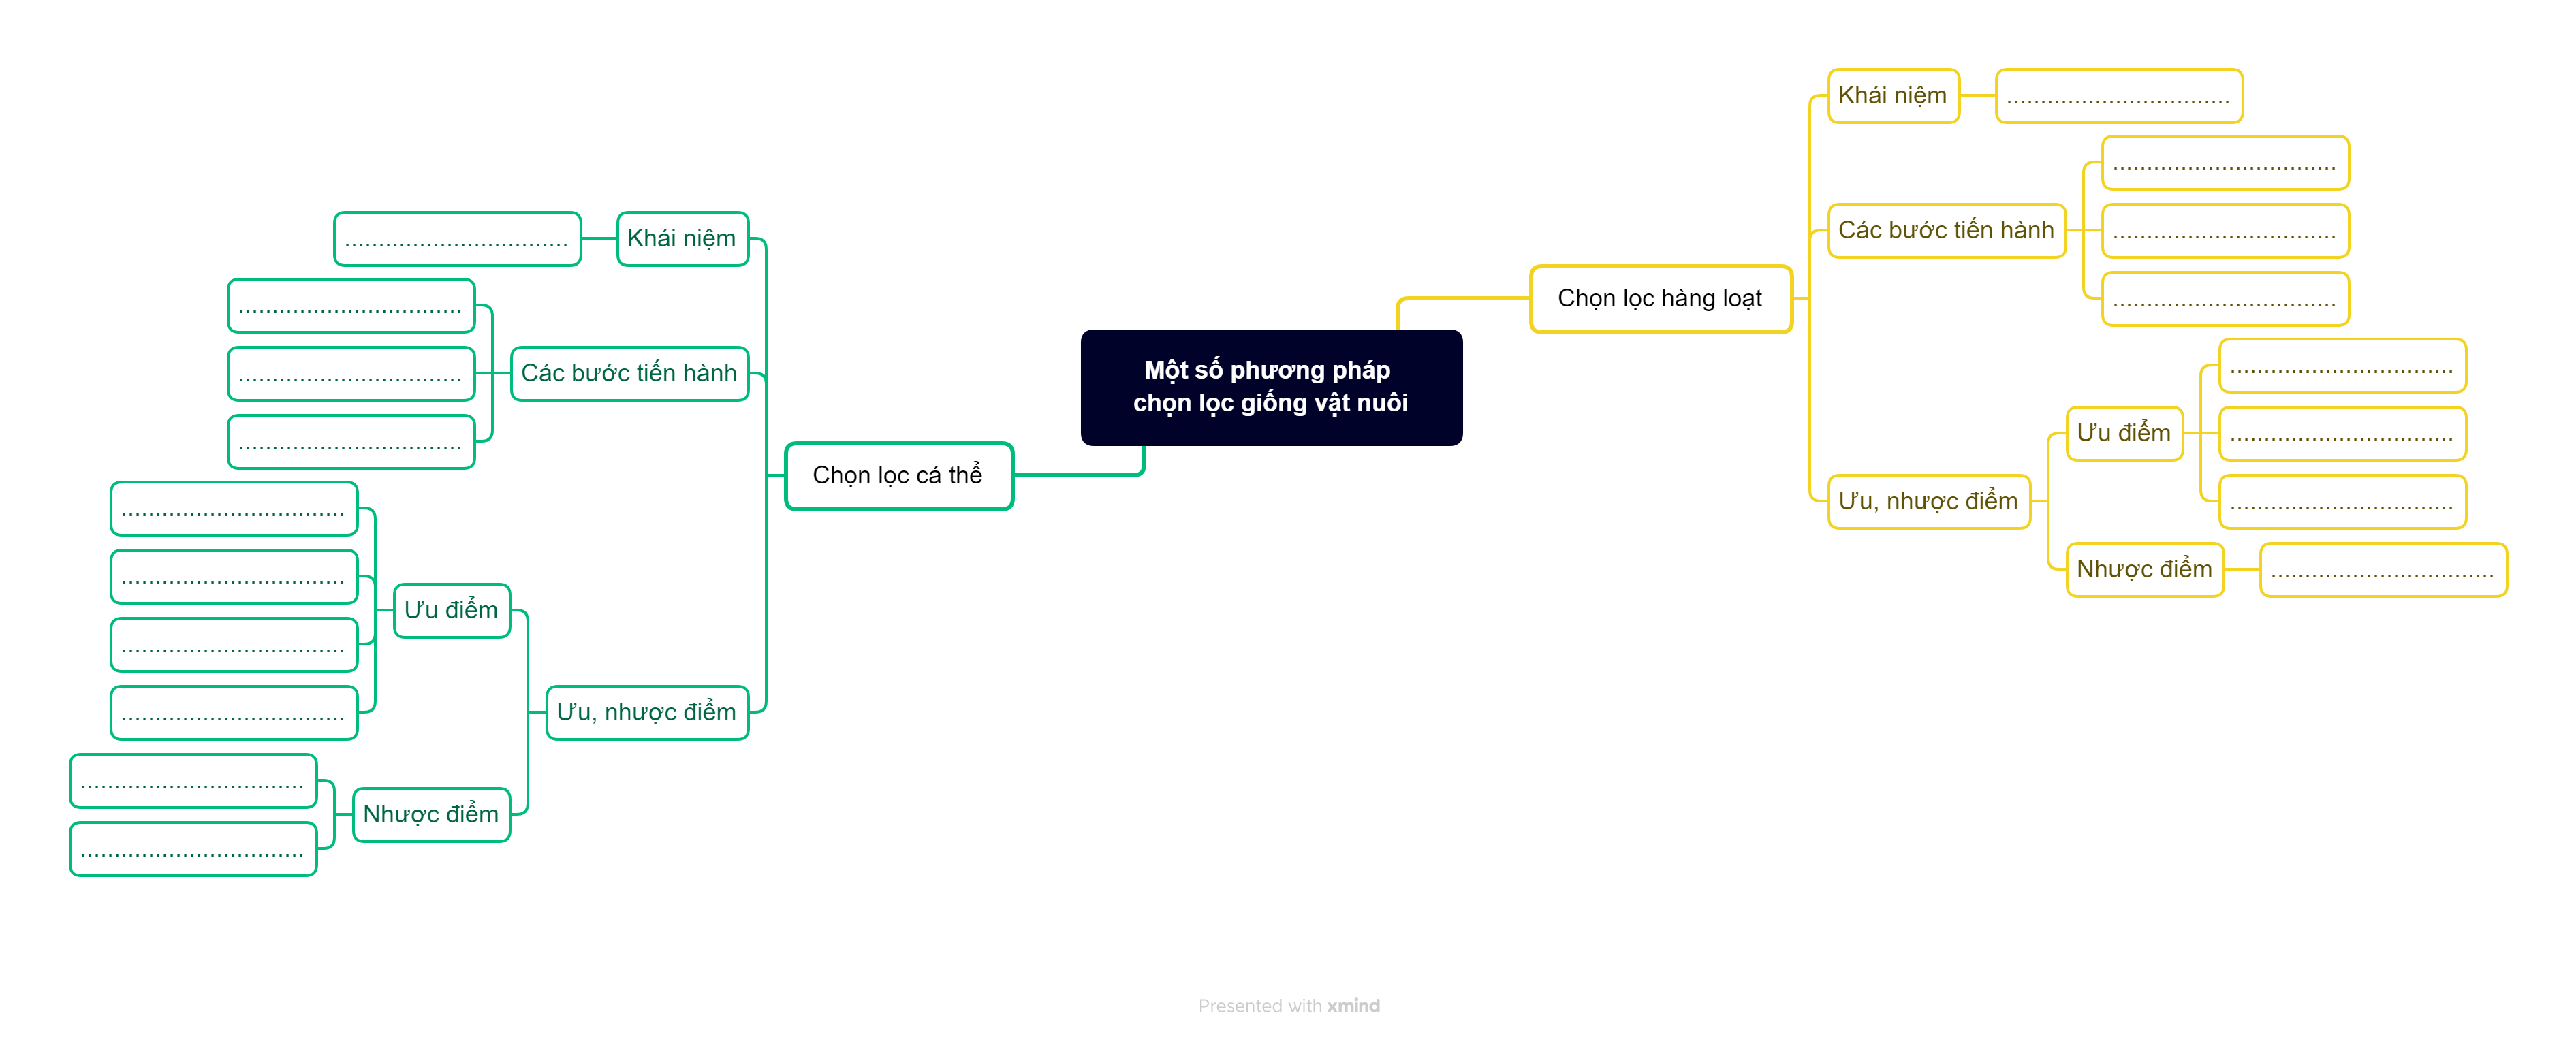 Một số phương pháp
chọn lọc giống vật nuôi
Chọn lọc hàng loạt
Khái niệm
.................................
Các bước tiến hành
.................................
.................................
.................................
Ưu, nhược điểm
Ưu điểm
.................................
.................................
.................................
Nhược điểm
.................................
Chọn lọc cá thể
Khái niệm
.................................
Các bước tiến hành
.................................
.................................
.................................
Ưu, nhược điểm
Ưu điểm
.................................
.................................
.................................
.................................
Nhược điểm
.................................
.................................
Presented with xmind